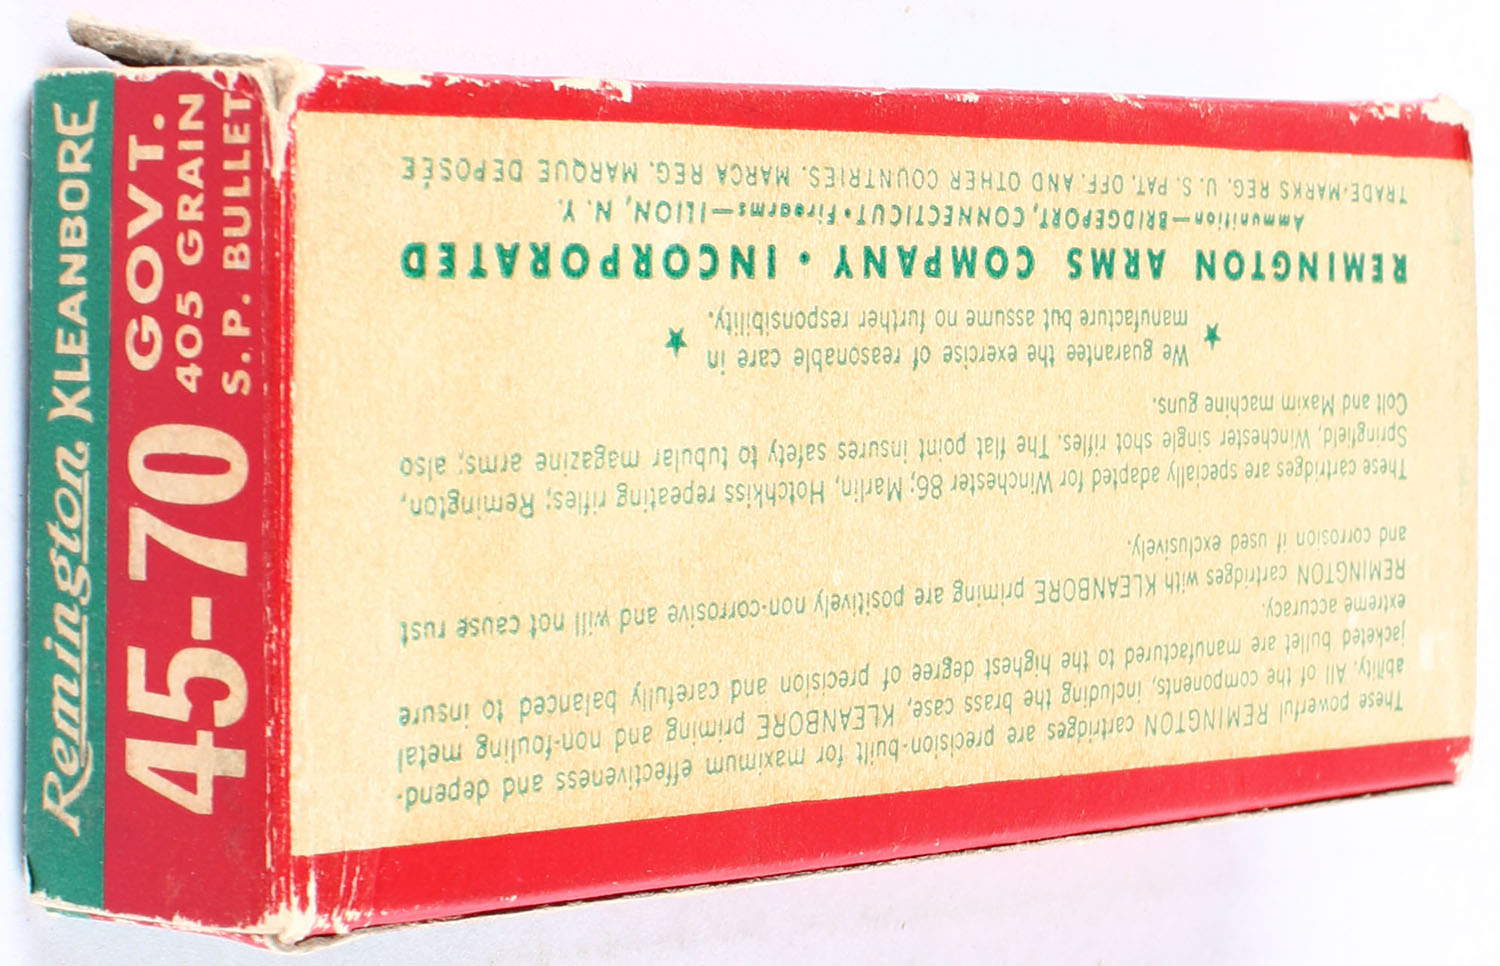 Remington KLEANBORE
45-70 GOVT.
405 GRAIN
S. P. BULLET
These powerful REMINGTON cartridges are precision-built for maximum effectiveness and depend-
ability. All of the components, including the brass case, KLEANBORE priming and non-fouling metal
jacketed bullet are manufactured to the highest degree of precision and carefully balanced to insure
extreme accuracy.
REMINGTON cartridges with KLEANBORE priming are positively non-corrosive and will not cause rust
and corrosion if used exclusively.
These cartridges are specially adapted for Winchester 86; Marlin, Hotchkiss repeating rifles; Remington,
Springfield, Winchester single shot rifles. The flat point insures safety to tubular magazine arms; also
Colt and Maxim machine guns.
★ We guarantee the exercise of reasonable care in ★
manufacture but assume no further responsibility.
REMINGTON ARMS COMPANY • INCORPORATED
Ammunition—BRIDGEPORT, CONNECTICUT • Firearms—ILION, N. Y.
TRADE-MARKS REG. U. S. PAT. OFF. AND OTHER COUNTRIES. MARCA REG. MARQUE DEPOSÉE